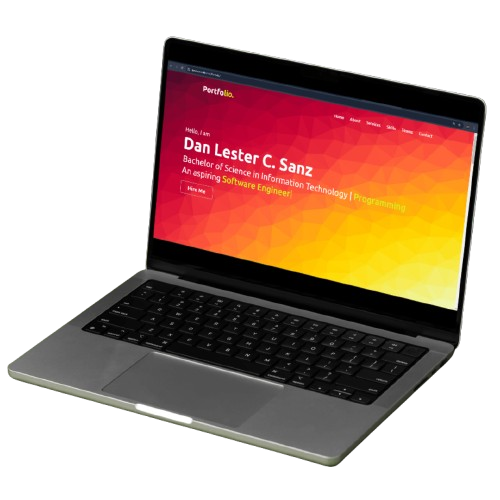 Portfolio.
Home About Services Skills Contact
Hello, I am
Dan Lester C. Sanz
Bachelor of Science in Information Technology | Programming
An aspiring Software Engineer!
Hire Me